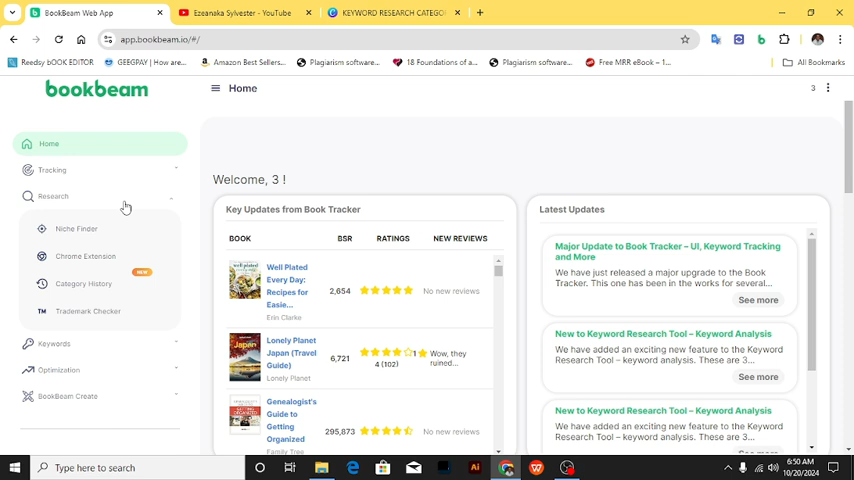 BookBeam Web App
Ezeanaka Sylvester - YouTube
KEYWORD RESEARCH CATEGO
app.bookbeam.io/#/
Reedsy bOOK EDITOR
GEEGPAY | How are...
Amazon Best Sellers...
Plagiarism software...
18 Foundations of a...
Plagiarism software...
Free MRR eBook – 1...
All Bookmarks
bookbeam
Home
3
Home
Tracking
Research
Niche Finder
Chrome Extension
NEW
Category History
TM Trademark Checker
Keywords
Optimization
BookBeam Create
Welcome, 3 !
Key Updates from Book Tracker
BOOK BSR RATINGS NEW REVIEWS
Well Plated
Every Day:
Recipes for
Easie...
Erin Clarke
2,654
No new reviews
Lonely Planet
Japan (Travel
Guide)
Lonely Planet
6,721
4 (102)
1
Wow, they
ruined...
Genealogist's
Guide to
Getting
Organized
Family Tree
295,873
No new reviews
Latest Updates
Major Update to Book Tracker – UI, Keyword Tracking
and More
We have just released a major upgrade to the Book
Tracker. This one has been in the works for several...
See more
New to Keyword Research Tool – Keyword Analysis
We have added an exciting new feature to the Keyword
Research Tool – keyword analysis. These are 3...
See more
New to Keyword Research Tool – Keyword Analysis
We have added an exciting new feature to the Keyword
Research Tool – keyword analysis. These are 3...
Type here to search
6:50 AM
10/20/2024